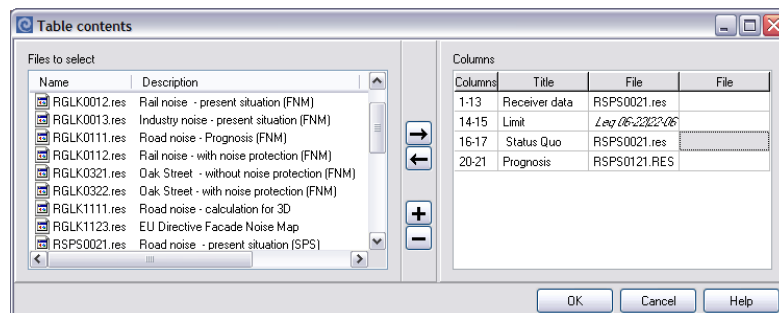 Table contents
Files to select
Name Description
RGLK0012.res Rail noise - present situation (FNM)
RGLK0013.res Industry noise - present situation (FNM)
RGLK0111.res Road noise - Prognosis (FNM)
RGLK0112.res Rail noise - with noise protection (FNM)
RGLK0321.res Oak Street - without noise protection (FNM)
RGLK0322.res Oak Street - with noise protection (FNM)
RGLK1111.res Road noise - calculation for 3D
RGLK1123.res EU Directive Facade Noise Map
RSPS0021.res Road noise - present situation (SPS)
Columns
Columns Title File File
1-13 Receiver data RSPS0021.res
14-15 Limit Leq 06-22|22-06
16-17 Status Quo RSPS0021.res
20-21 Prognosis RSPS0121.RES
OK Cancel Help